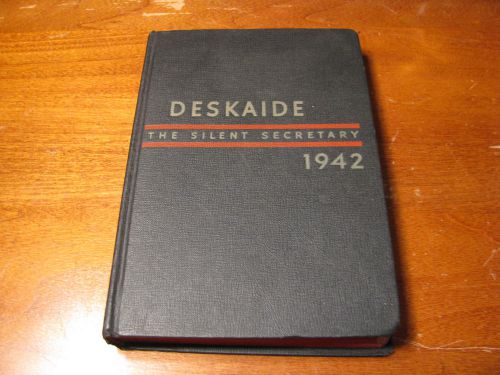 DESKAIDE
THE SILENT SECRETARY
1942